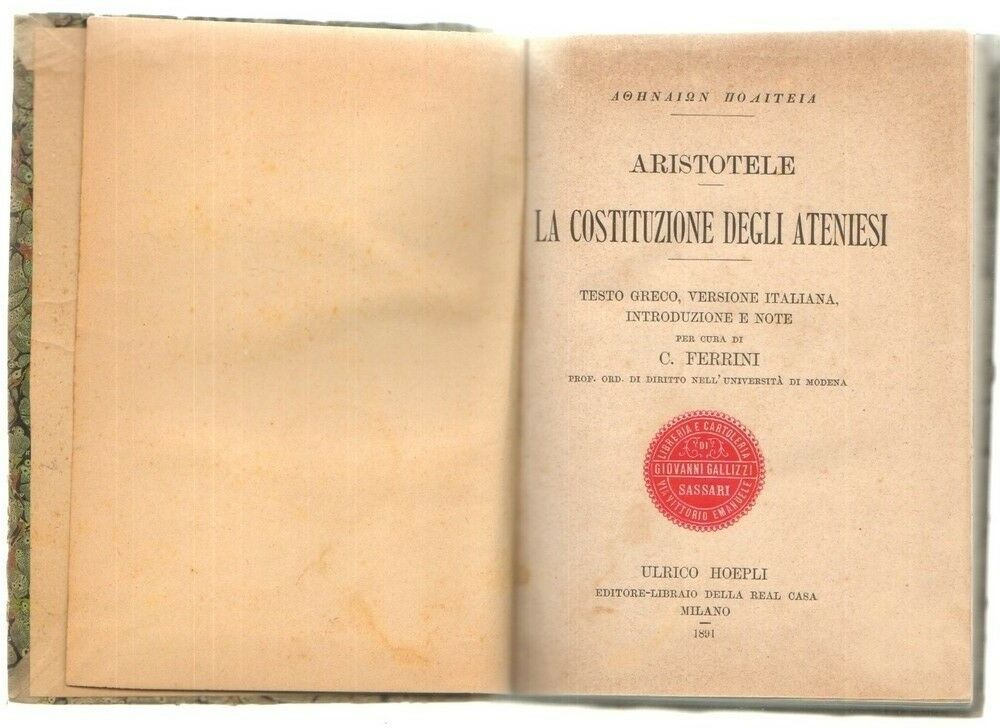 ΑΘΗΝΑΙΩΝ ΠΟΛΙΤΕΙΑ
ARISTOTELE
LA COSTITUZIONE DEGLI ATENIESI
TESTO GRECO, VERSIONE ITALIANA,
INTRODUZIONE E NOTE
PER CURA DI
C. FERRINI
PROF. ORD. DI DIRITTO NELL'UNIVERSITÀ DI MODENA
LIBRERIA E CARTOLERIA
DI
GIOVANNI GALLIZZI
SASSARI
VIA VITTORIO EMANUELE
ULRICO HOEPLI
EDITORE-LIBRAIO DELLA REAL CASA
MILANO
1891